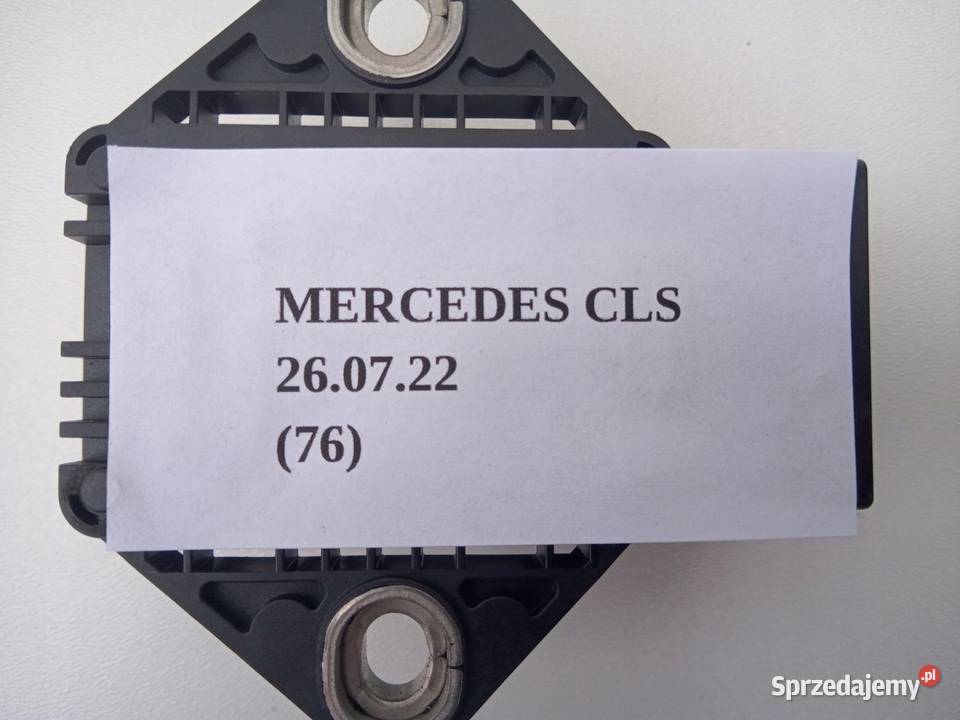 MERCEDES CLS
26.07.22
(76)
Sprzedajemy.pl